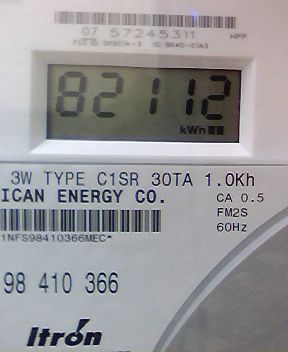 07 57245311
HPP
82112
kWh
3W TYPE C1SR 30TA 1.0Kh
ICAN ENERGY CO.
CA 0.5
FM2S
60Hz
1NFS98410366MEC*
98 410 366
Itron